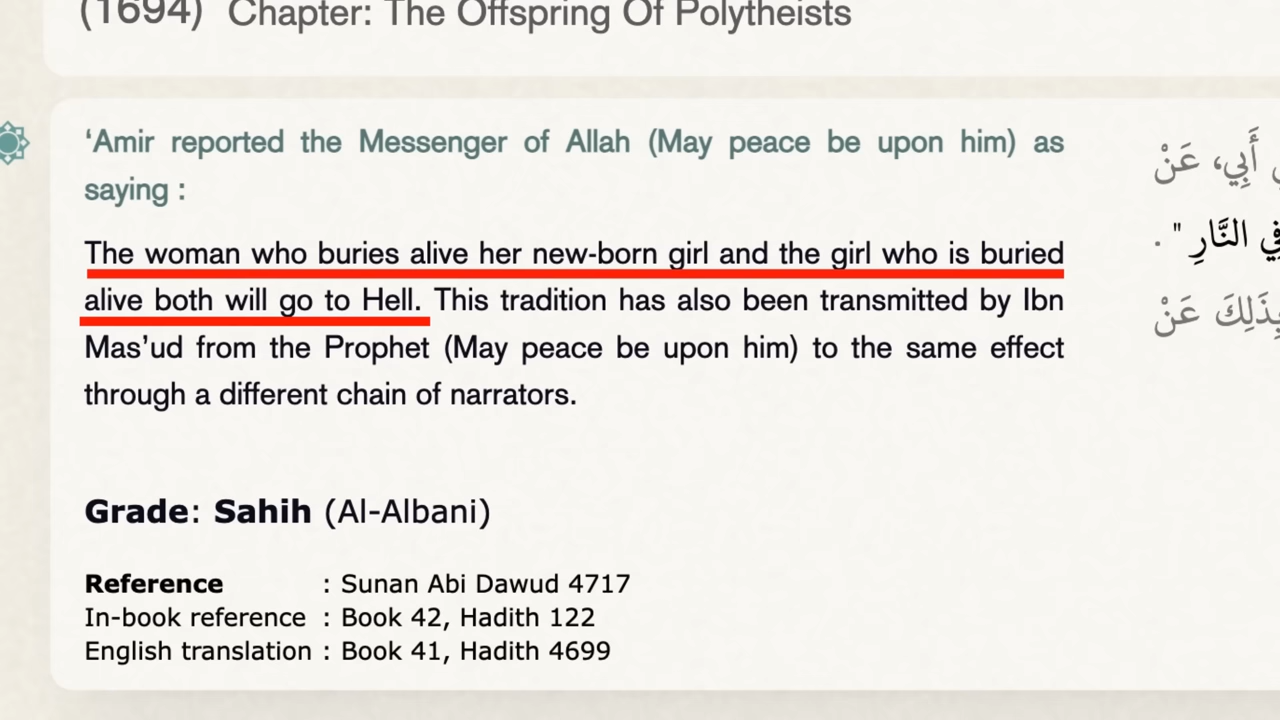 (1694) Chapter: The Offspring Of Polytheists
‘Amir reported the Messenger of Allah (May peace be upon him) as
saying :
The woman who buries alive her new-born girl and the girl who is buried
alive both will go to Hell. This tradition has also been transmitted by Ibn
Mas’ud from the Prophet (May peace be upon him) to the same effect
through a different chain of narrators.
Grade: Sahih (Al-Albani)
Reference : Sunan Abi Dawud 4717
In-book reference : Book 42, Hadith 122
English translation : Book 41, Hadith 4699
أَبِي، عَنْ
فِي النَّارِ " .
عَنْ